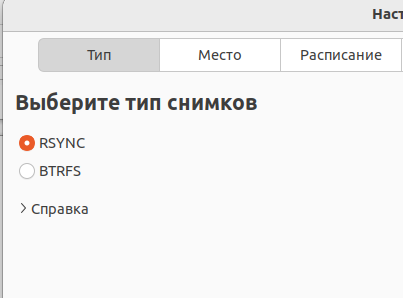 Наст
Тип
Место
Расписание
Выберите тип снимков
RSYNC
BTRFS
Справка